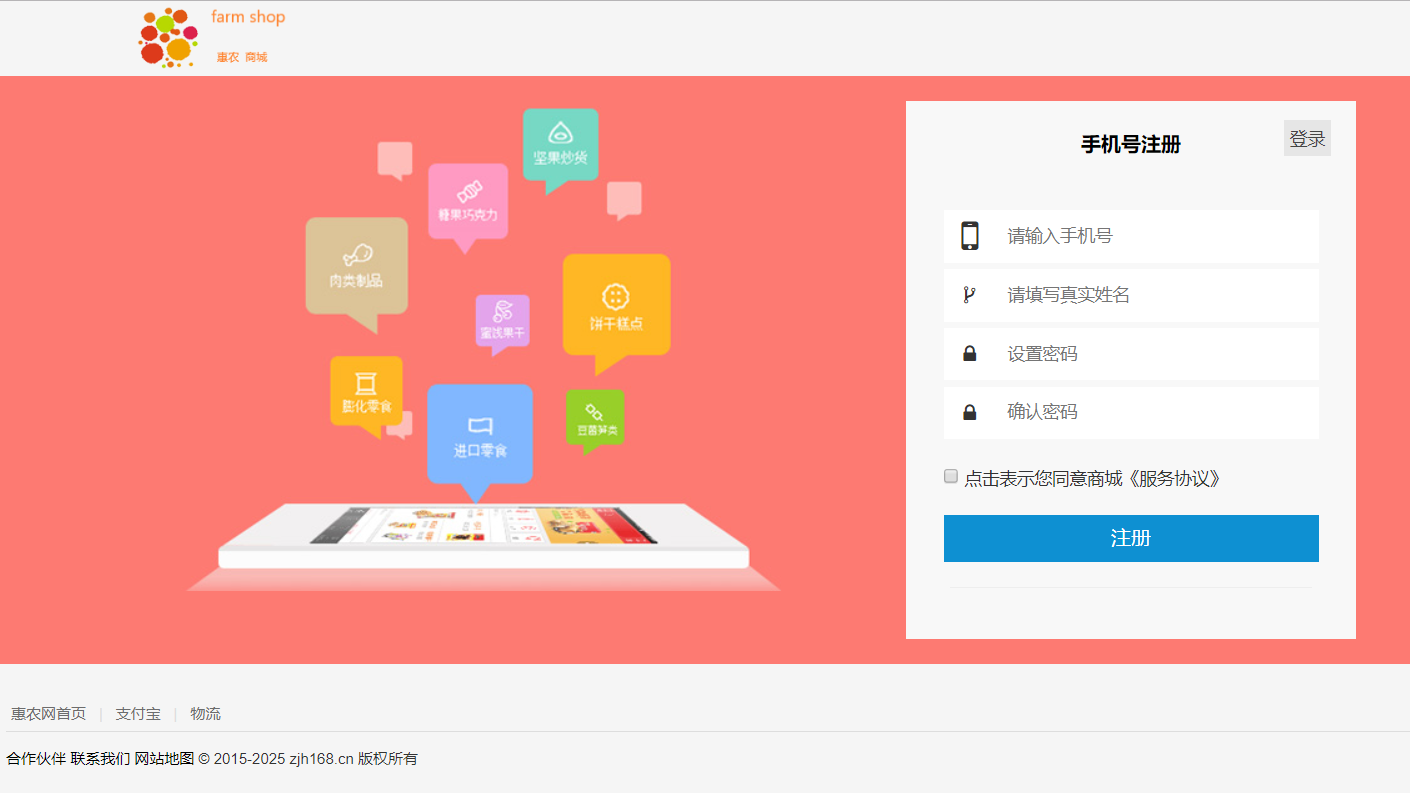 farm shop
惠农 商城
坚果炒货
糖果巧克力
肉类制品
蜜饯果干
饼干糕点
膨化零食
进口零食
豆菌笋类
手机号注册
登录
请输入手机号
请填写真实姓名
设置密码
确认密码
点击表示您同意商城《服务协议》
注册
惠农网首页 | 支付宝 | 物流
合作伙伴 联系我们 网站地图 © 2015-2025 zjh168.cn 版权所有